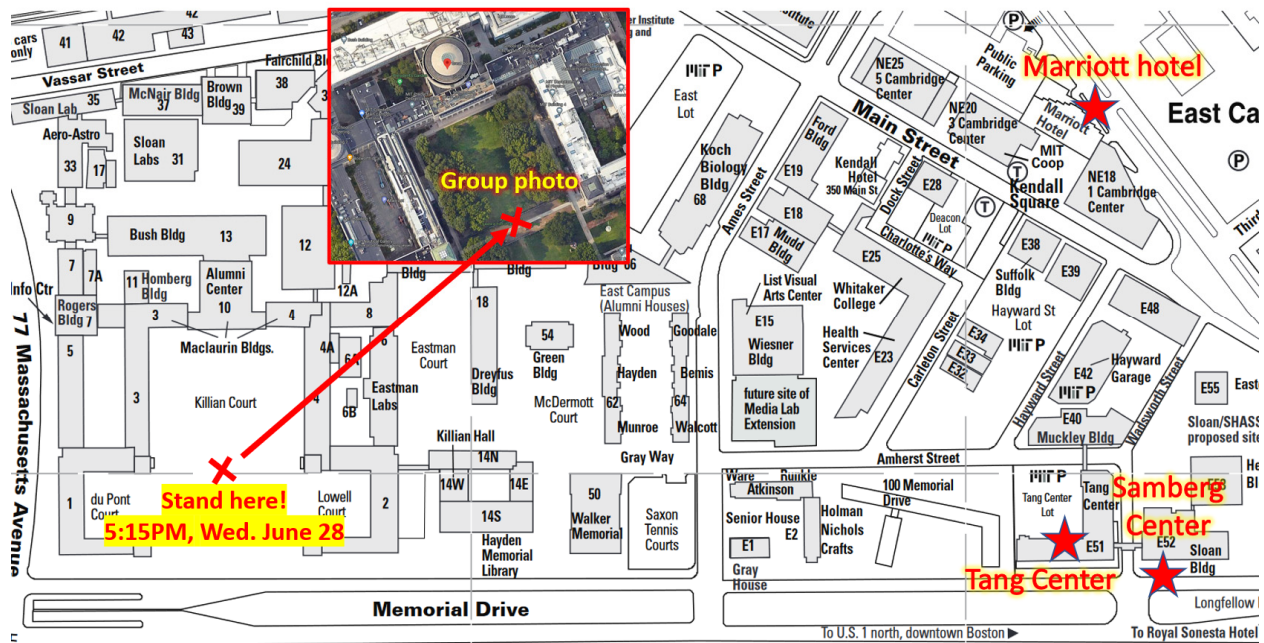 cars
only
41
42
43
Vassar Street
Fairchild Bl
38
35
Sloan Lab
McNair Bldg
37
Brown
Bldg
39
Aero-Astro
33
17
Sloan
Labs
31
24
9
Bush Bldg
13
12
7
7A
11
Homberg
Bldg
Alumni
Center
10
12A
Info Ctr
Rogers
Bldg 7
3
4
8
Maclaurin Bldgs.
5
3
4A
6A
6
6B
4
Eastman
Labs
Eastman
Court
Killian Court
77 Massachusetts Avenue
1
du Pont
Court
Lowell
Court
2
Stand here!
5:15PM, Wed. June 28
Group photo
Bldg
Bldg
Bldg 66
18
Dreyfus
Bldg
54
Green
Bldg
McDermott
Court
East Campus
(Alumni Houses)
Wood
Goodale
Hayden
Bemis
62
64
Munroe
Walcott
Gray Way
Killian Hall
14N
14W
14E
14S
Hayden
Memorial
Library
50
Walker
Memorial
Saxon
Tennis
Courts
Memorial Drive
er Institute
g and
Institute
East
Lot
Koch
Biology
Bldg
68
Ames Street
Ford
Bldg
E19
E18
E17
Mudd
Bldg
Kendall
Hotel
350 Main St
Main Street
Dock Street
E28
Deacon
Lot
Charlotte's Way
E25
List Visual
Arts Center
Whitaker
College
E15
Wiesner
Bldg
Health
Services
Center
E23
future site of
Media Lab
Extension
Carleton Street
NE25
5 Cambridge
Center
NE20
3 Cambridge
Center
Public
Parking
P
Marriott hotel
Marriott
Hotel
MIT
Coop
T
Kendall
Square
T
NE18
1 Cambridge
Center
East Ca
P
Third
E38
Suffolk
Bldg
E39
Hayward St
Lot
E34
E33
E32
E48
Hayward Street
E42
Hayward
Garage
Wadsworth Street
E40
Muckley Bldg
E55
Easte
Sloan/SHASS
proposed site
Amherst Street
Ware
Runkle
Atkinson
Senior House
E2
Holman
Nichols
Crafts
E1
Gray
House
100 Memorial
Drive
Tang Center
Lot
Tang
Center
E51
Tang Center
Samberg
Center
He
Bl
E52
Sloan
Bldg
Longfellow
To U.S. 1 north, downtown Boston ▶
To Royal Sonesta Hotel